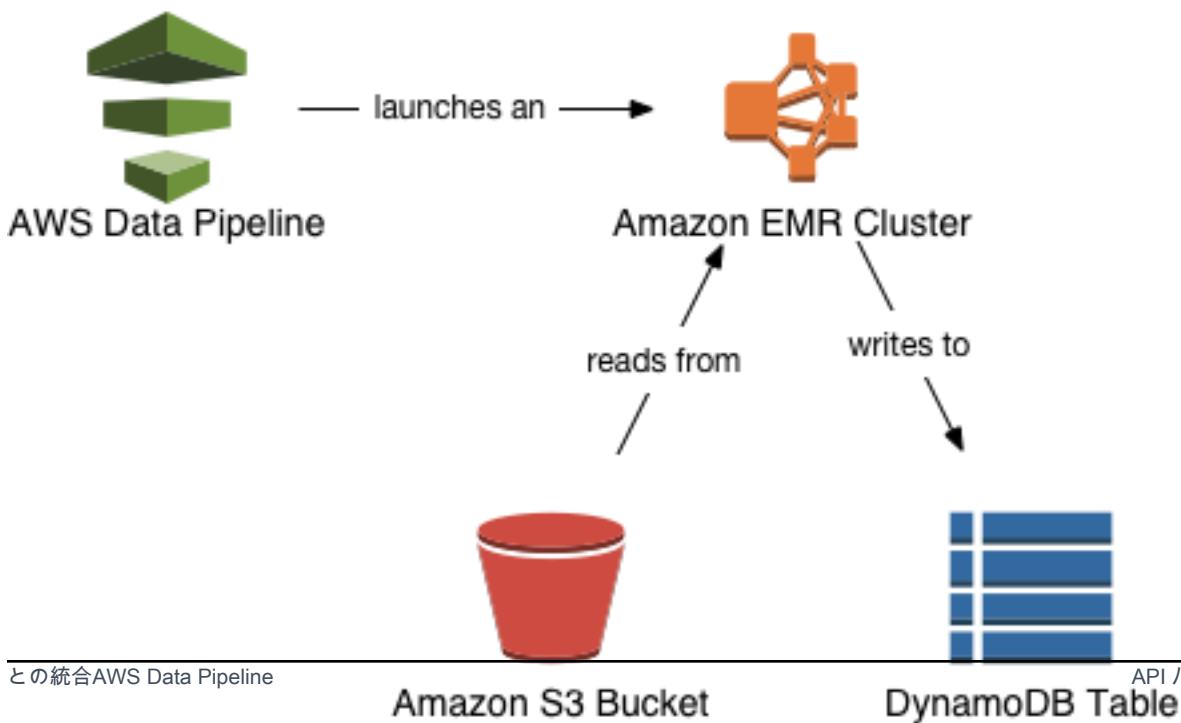 launches an
AWS Data Pipeline
Amazon EMR Cluster
writes to
reads from
との統合AWS Data Pipeline
API
Amazon S3 Bucket
DynamoDB Table